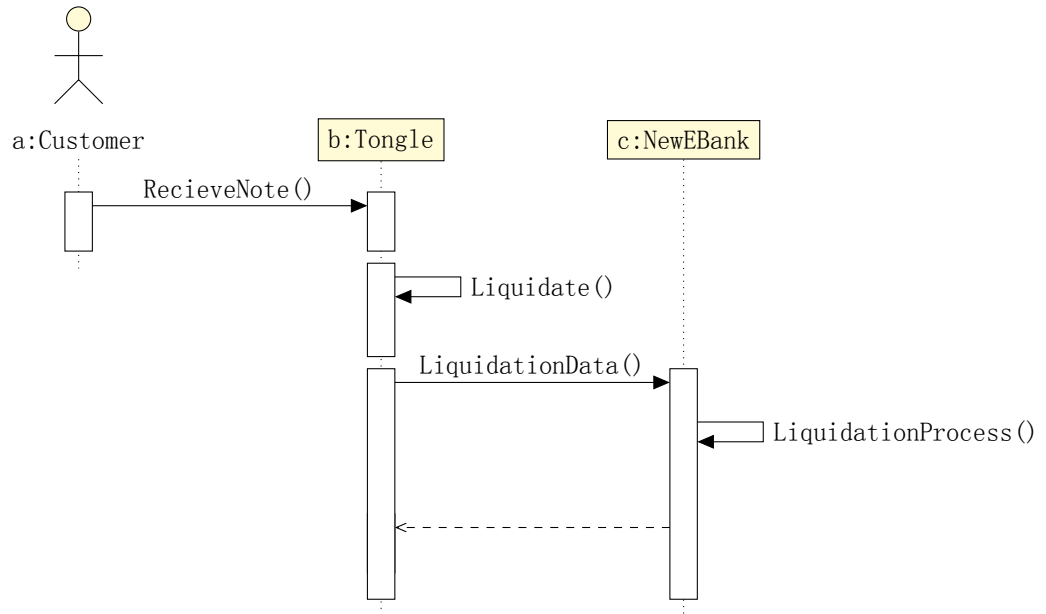 a:Customer
b:Tongle
c:NewEBank
RecieveNote()
Liquidate()
LiquidationData()
LiquidationProcess()